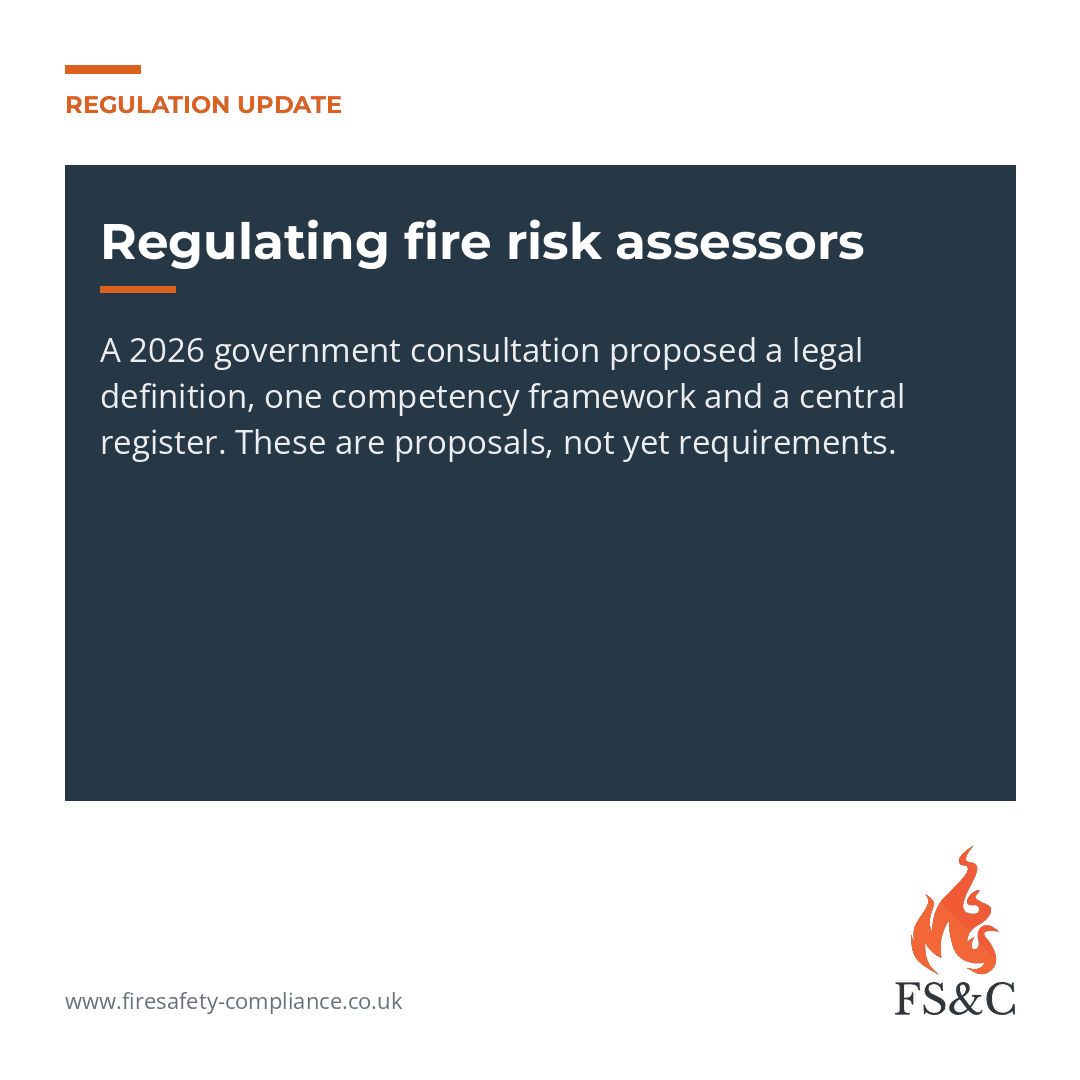 REGULATION UPDATE
Regulating fire risk assessors
A 2026 government consultation proposed a legal
definition, one competency framework and a central
register. These are proposals, not yet requirements.
www.firesafety-compliance.co.uk
FS&C